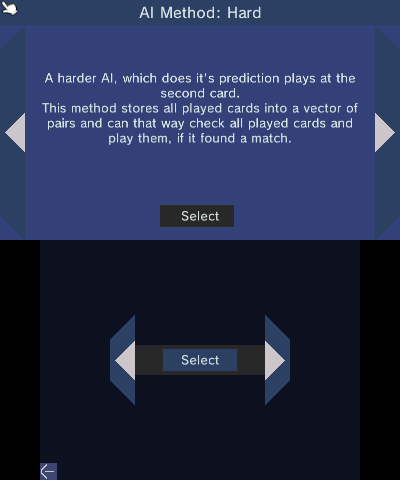 AI Method: Hard
A harder AI, which does it's prediction plays at the
second card.
This method stores all played cards into a vector of
pairs and can that way check all played cards and
play them, if it found a match.
Select
Select